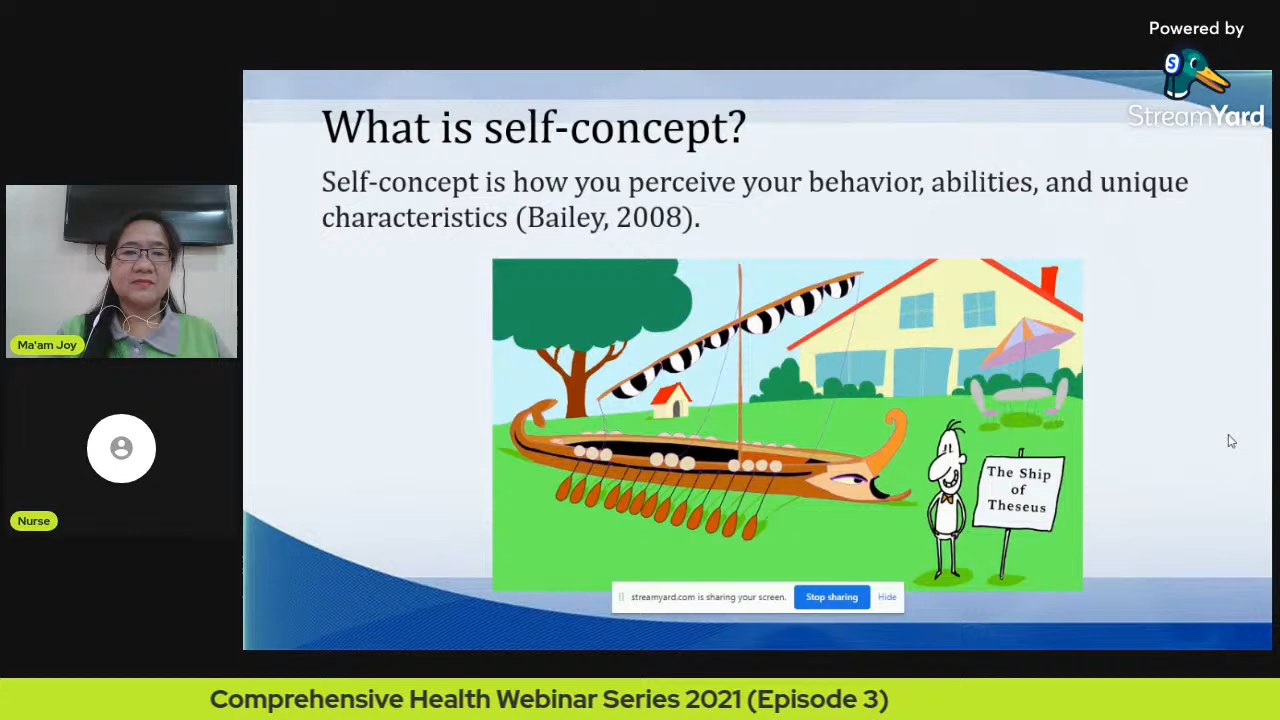 Powered by
S
StreamYard
What is self-concept?
Self-concept is how you perceive your behavior, abilities, and unique
characteristics (Bailey, 2008).
The Ship
of
Theseus
Ma'am Joy
Nurse
streamyard.com is sharing your screen.
Stop sharing
Hide
Comprehensive Health Webinar Series 2021 (Episode 3)